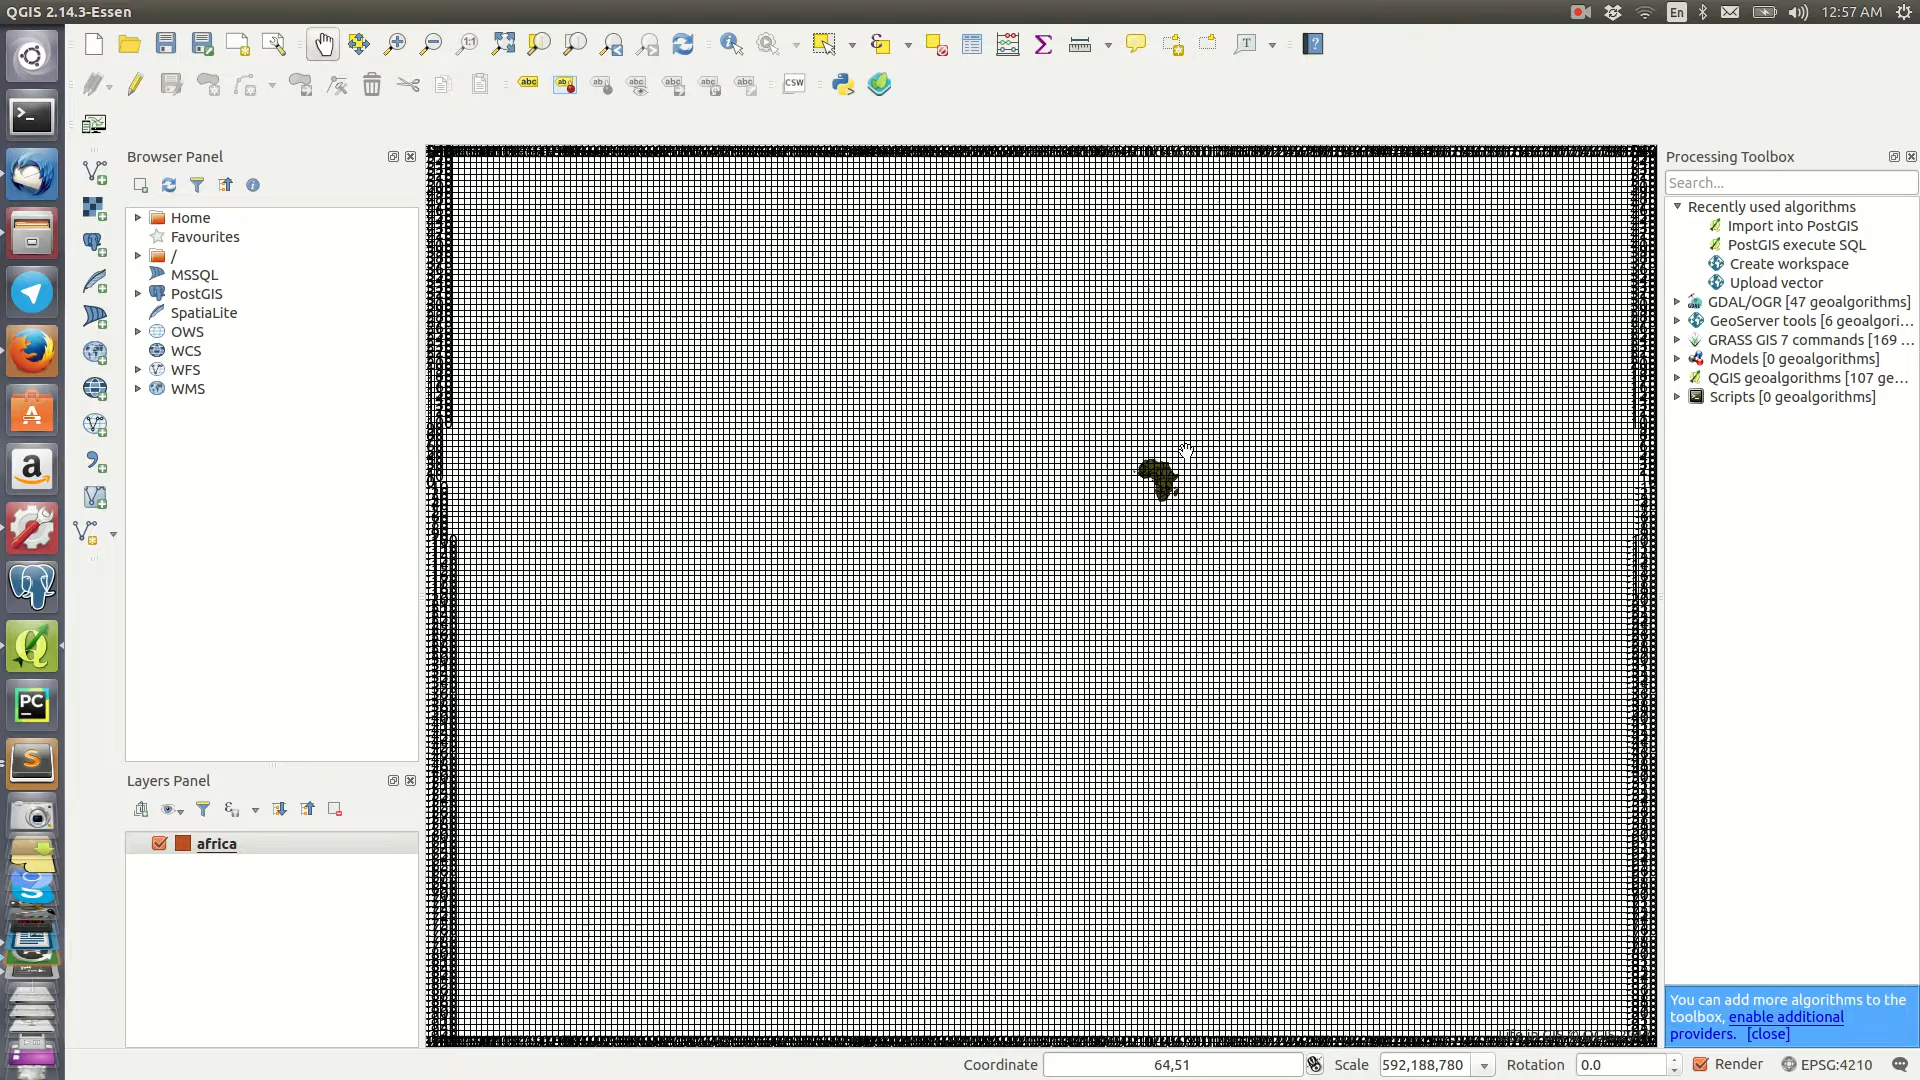 QGIS 2.14.3-Essen
En
12:57 AM
abc
CSW
T
Browser Panel
Home
Favourites
/
MSSQL
PostGIS
SpatiaLite
OWS
WCS
WFS
WMS
Layers Panel
africa
Processing Toolbox
Search...
Recently used algorithms
Import into PostGIS
PostGIS execute SQL
Create workspace
Upload vector
GDAL/OGR [47 geoalgorithms]
GeoServer tools [6 geoalgori...
GRASS GIS 7 commands [169 ...
Models [0 geoalgorithms]
QGIS geoalgorithms [107 ge...
Scripts [0 geoalgorithms]
You can add more algorithms to the
toolbox, enable additional
providers. [close]
Coordinate 64,51 Scale 592,188,780 Rotation 0.0 Render EPSG:4210
PC